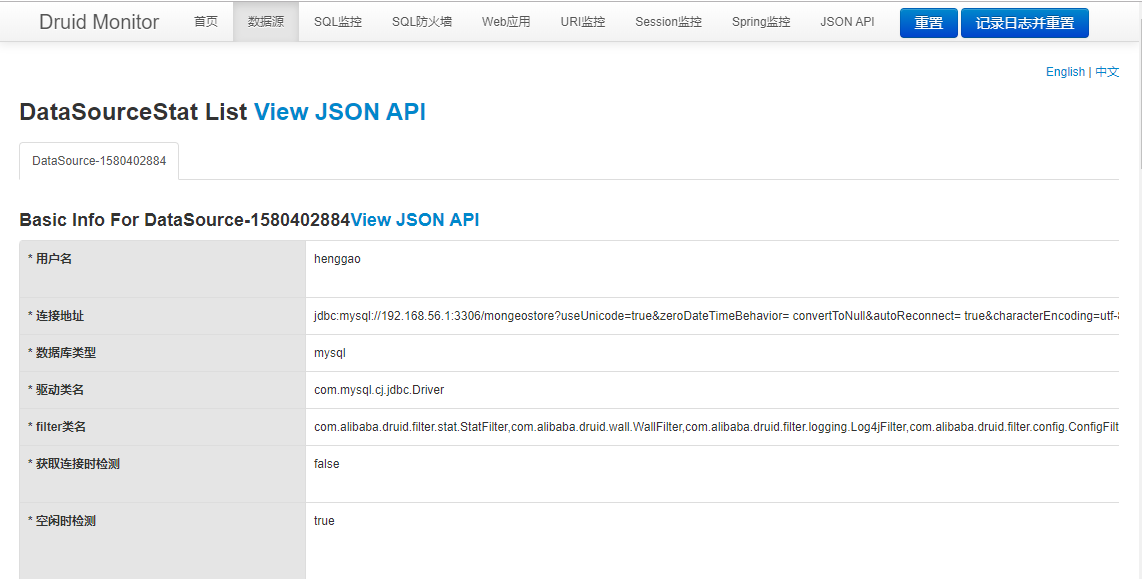 Druid Monitor 首页 数据源 SQL监控 SQL防火墙 Web应用 URI监控 Session监控 Spring监控 JSON API 重置 记录日志并重置
English | 中文
DataSourceStat List View JSON API
DataSource-1580402884
Basic Info For DataSource-1580402884View JSON API
* 用户名 henggao
* 连接地址 jdbc:mysql://192.168.56.1:3306/mongeostore?useUnicode=true&zeroDateTimeBehavior= convertToNull&autoReconnect= true&characterEncoding=utf-8
* 数据库类型 mysql
* 驱动类名 com.mysql.cj.jdbc.Driver
* filter类名 com.alibaba.druid.filter.stat.StatFilter,com.alibaba.druid.wall.WallFilter,com.alibaba.druid.filter.logging.Log4jFilter,com.alibaba.druid.filter.config.ConfigFilt
* 获取连接时检测 false
* 空闲时检测 true